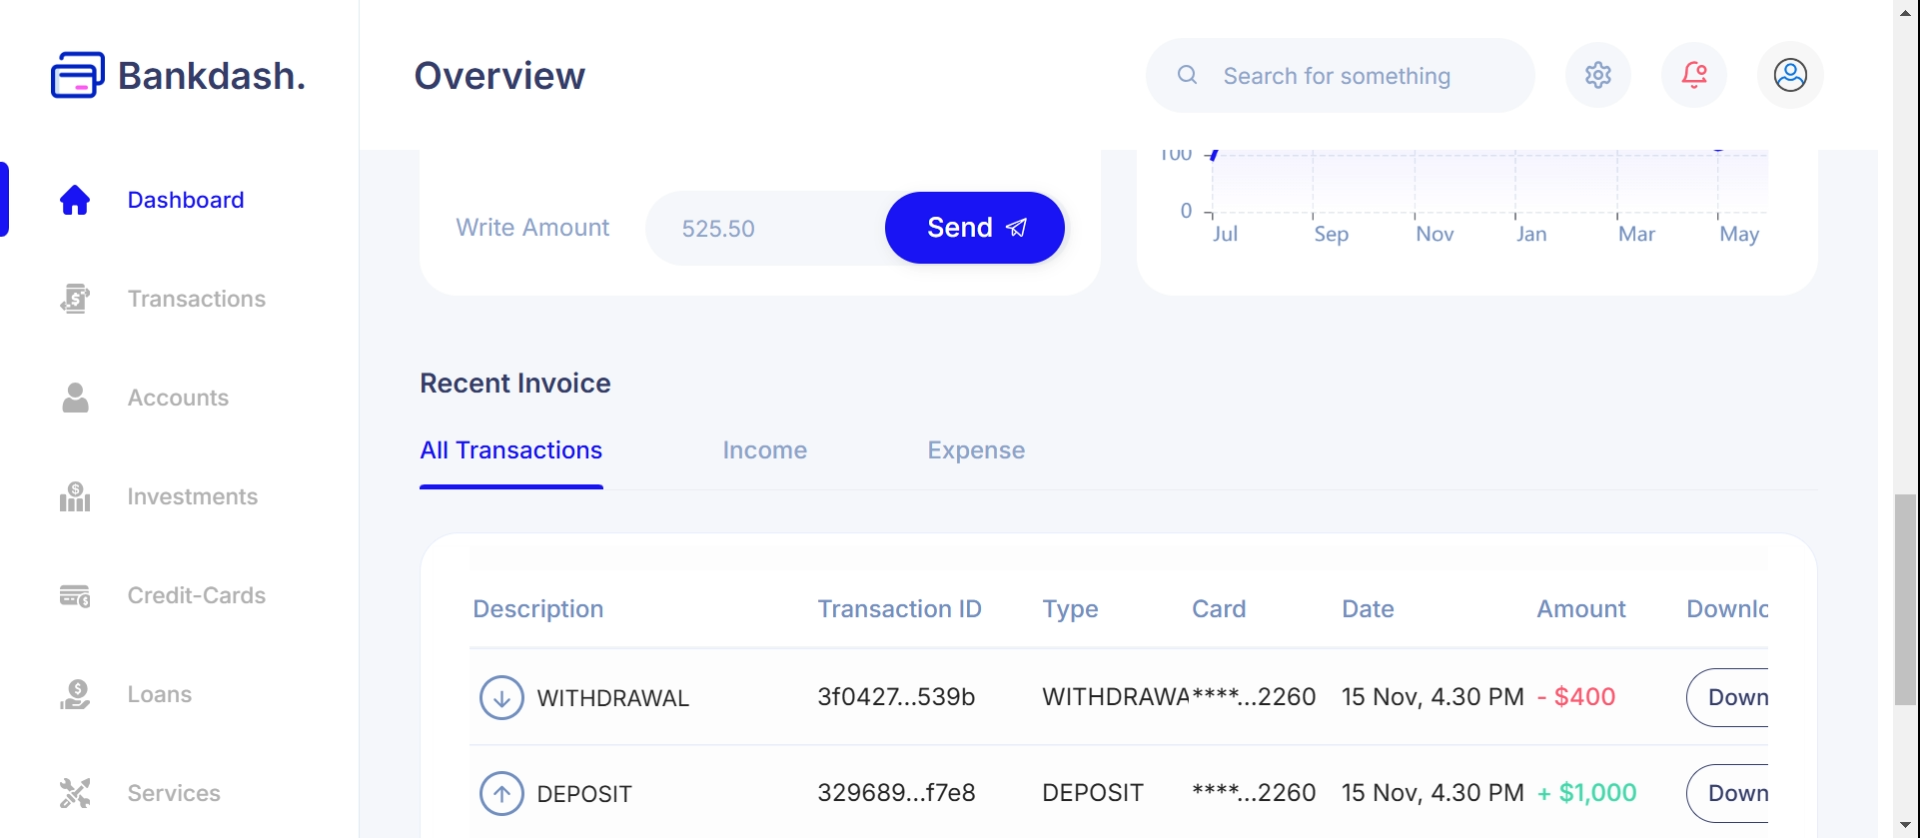 Bankdash.
Overview
Search for something
Dashboard
Transactions
Accounts
Investments
Credit-Cards
Loans
Services
Write Amount
525.50
Send
100
0
Jul Sep Nov Jan Mar May
Recent Invoice
All Transactions Income Expense
Description Transaction ID Type Card Date Amount Downlo
WITHDRAWAL 3f0427...539b WITHDRAWA ****...2260 15 Nov, 4.30 PM - $400 Down
DEPOSIT 329689...f7e8 DEPOSIT ****...2260 15 Nov, 4.30 PM + $1,000 Down